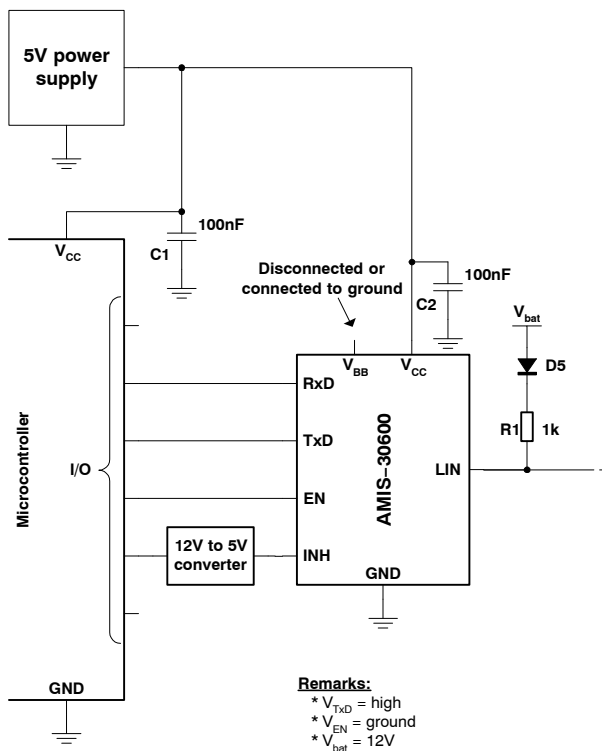 5V power
supply
100nF
C1
V_CC
Disconnected or
connected to ground
100nF
C2
V_bat
D5
V_BB
V_CC
RxD
R1
1k
TxD
Microcontroller
I/O
AMIS-30600
LIN
EN
12V to 5V
converter
INH
GND
GND
Remarks:
* V_TxD = high
* V_EN = ground
* V_bat = 12V